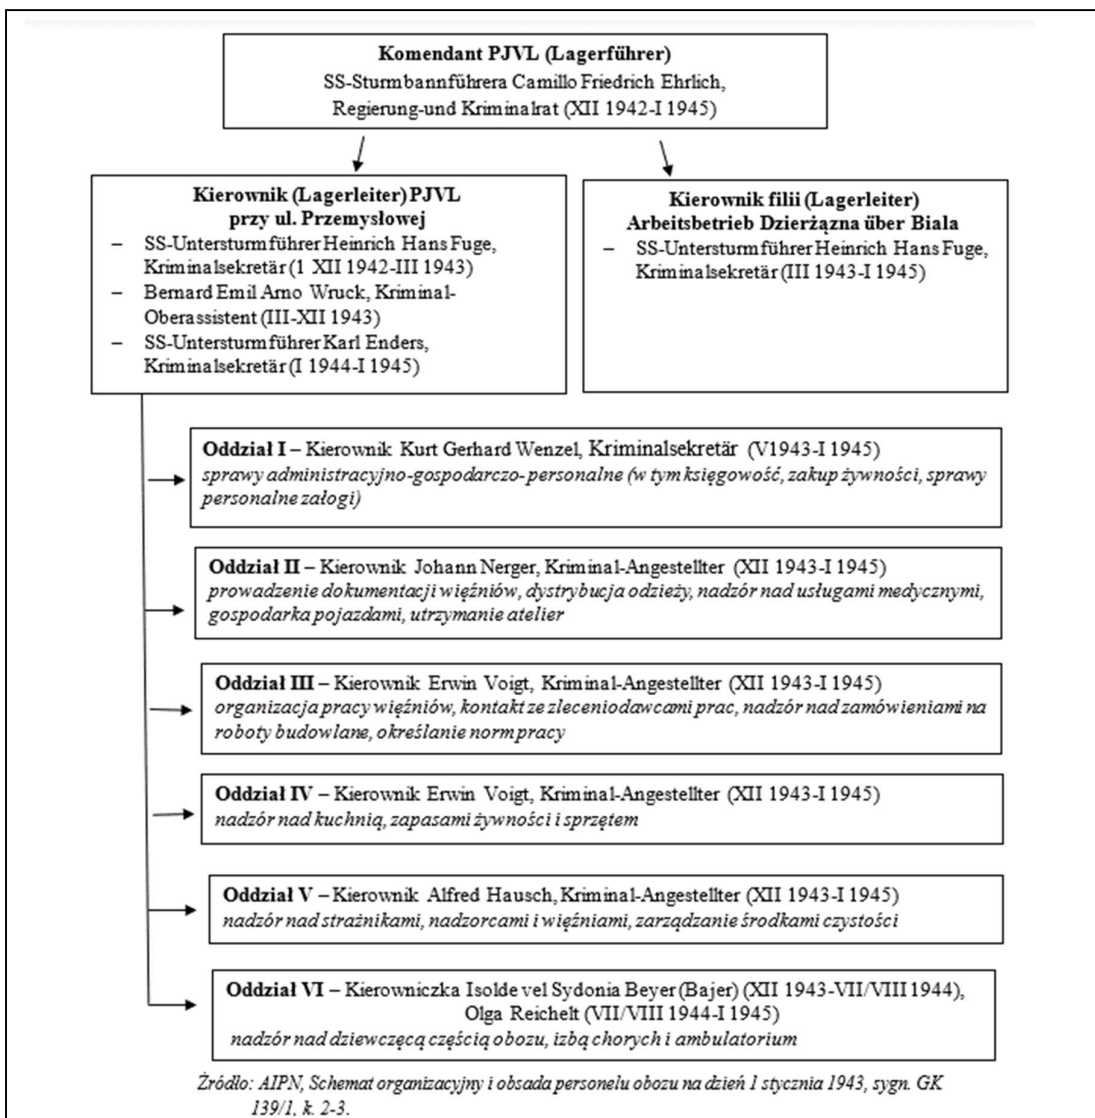 Komendant PJVL (Lagerführer)
SS-Sturmbannführera Camillo Friedrich Ehrlich,
Regierung-und Kriminalrat (XII 1942-I 1945)
Kierownik (Lagerleiter) PJVL
przy ul. Przemysłowej
– SS-Untersturmführer Heinrich Hans Fuge,
Kriminalsekretär (1 XII 1942-III 1943)
– Bernard Emil Arno Wruck, Kriminal-
Oberassistent (III-XII 1943)
– SS-Untersturmführer Karl Enders,
Kriminalsekretär (I 1944-I 1945)
Kierownik filii (Lagerleiter)
Arbeitsbetrieb Dzierżązna über Biala
– SS-Untersturmführer Heinrich Hans Fuge,
Kriminalsekretär (III 1943-I 1945)
Oddział I – Kierownik Kurt Gerhard Wenzel, Kriminalsekretär (V1943-I 1945)
sprawy administracyjno-gospodarczo-personalne (w tym księgowość, zakup żywności, sprawy
personalne załogi)
Oddział II – Kierownik Johann Nerger, Kriminal-Angestellter (XII 1943-I 1945)
prowadzenie dokumentacji więźniów, dystrybucja odzieży, nadzór nad usługami medycznymi,
gospodarka pojazdami, utrzymanie atelier
Oddział III – Kierownik Erwin Voigt, Kriminal-Angestellter (XII 1943-I 1945)
organizacja pracy więźniów, kontakt ze zleceniodawcami prac, nadzór nad zamówieniami na
roboty budowlane, określanie norm pracy
Oddział IV – Kierownik Erwin Voigt, Kriminal-Angestellter (XII 1943-I 1945)
nadzór nad kuchnią, zapasami żywności i sprzętem
Oddział V – Kierownik Alfred Hausch, Kriminal-Angestellter (XII 1943-I 1945)
nadzór nad strażnikami, nadzorcami i więźniami, zarządzanie środkami czystości
Oddział VI – Kierowniczka Isolde vel Sydonia Beyer (Bajer) (XII 1943-VII/VIII 1944),
Olga Reichelt (VII/VIII 1944-I 1945)
nadzór nad dziewczęcą częścią obozu, izbą chorych i ambulatorium
Źródło: AIPN, Schemat organizacyjny i obsada personelu obozu na dzień 1 stycznia 1943, sygn. GK
139/1, k. 2-3.